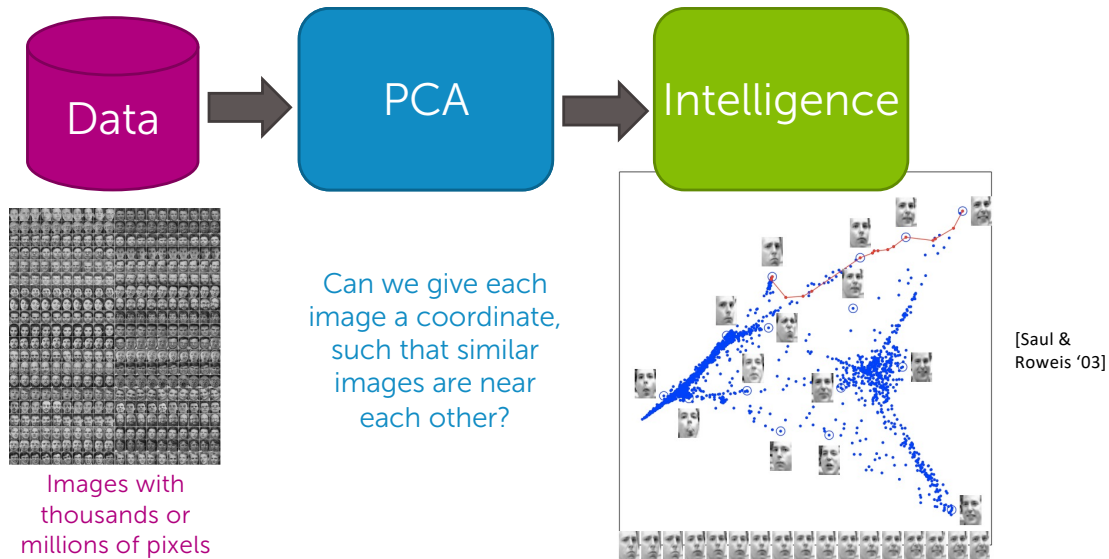 Data
PCA
Intelligence
Can we give each
image a coordinate,
such that similar
images are near
each other?
[Saul &
Roweis ‘03]
Images with
thousands or
millions of pixels